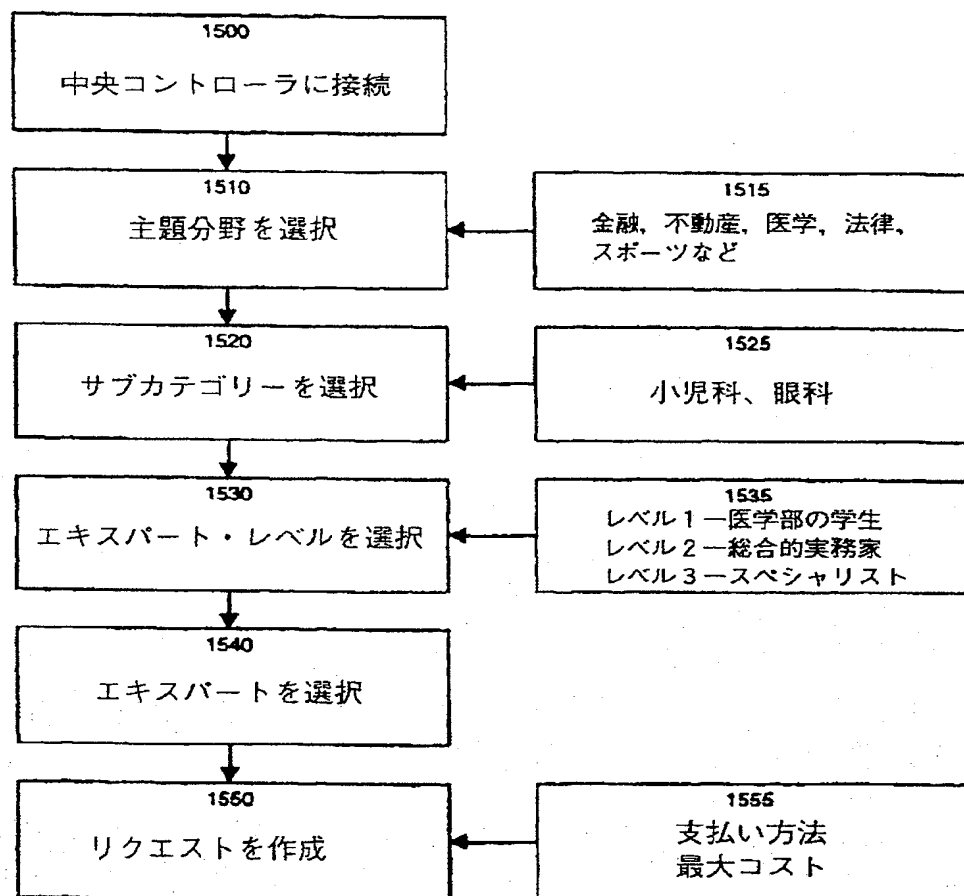 1500
中央コントローラに接続
1510
主題分野を選択
1515
金融，不動産，医学，法律，
スポーツなど
1520
サブカテゴリーを選択
1525
小児科、眼科
1530
エキスパート・レベルを選択
1535
レベル１—医学部の学生
レベル２—総合的実務家
レベル３—スペシャリスト
1540
エキスパートを選択
1550
リクエストを作成
1555
支払い方法
最大コスト